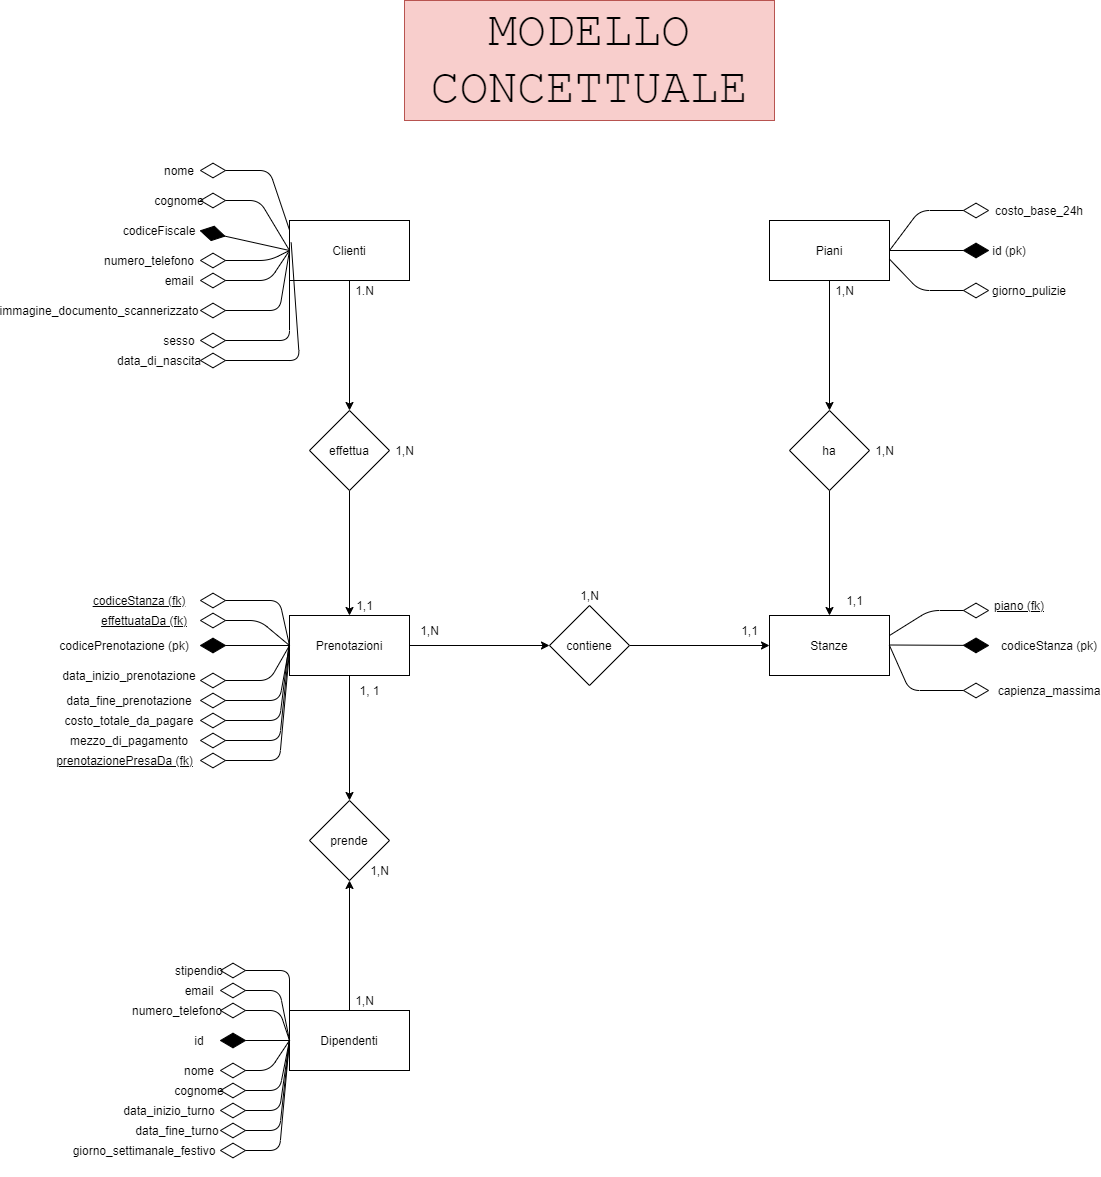 MODELLO
CONCETTUALE
nome
cognome
codiceFiscale
numero_telefono
email
immagine_documento_scannerizzato
sesso
data_di_nascita
Clienti
1.N
Piani
1,N
costo_base_24h
id (pk)
giorno_pulizie
effettua
1,N
ha
1,N
codiceStanza (fk)
effettuataDa (fk)
codicePrenotazione (pk)
data_inizio_prenotazione
data_fine_prenotazione
costo_totale_da_pagare
mezzo_di_pagamento
prenotazionePresaDa (fk)
1,1
Prenotazioni
1,N
1, 1
1,N
contiene
1,1
1,1
Stanze
piano (fk)
codiceStanza (pk)
capienza_massima
prende
1,N
1,N
Dipendenti
stipendio
email
numero_telefono
id
nome
cognome
data_inizio_turno
data_fine_turno
giorno_settimanale_festivo